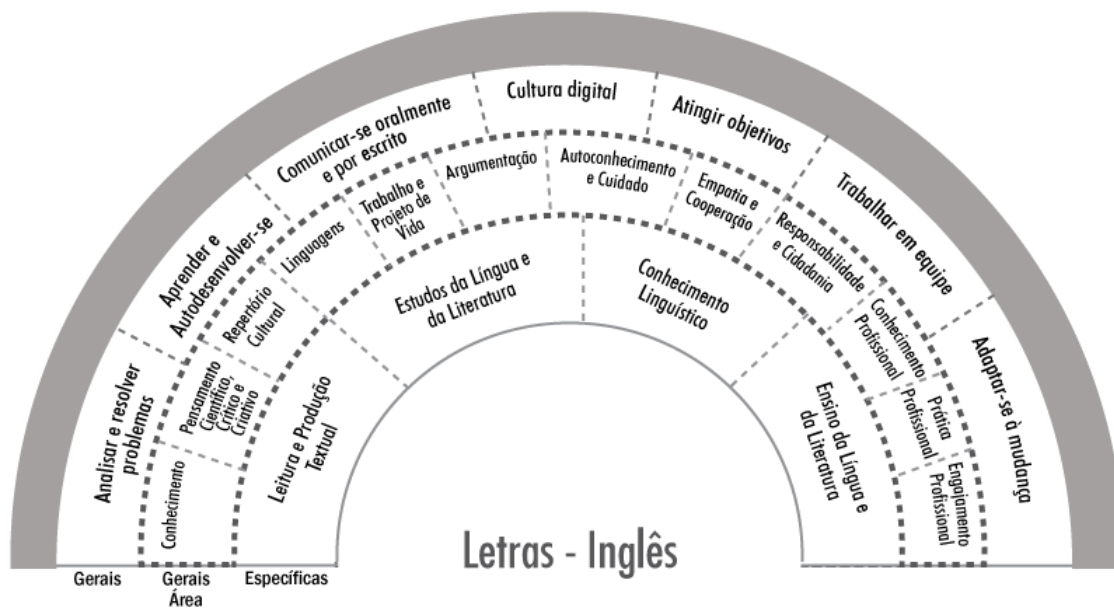 Analisar e resolver
problemas
Aprender e
Autodesenvolver-se
Comunicar-se oralmente
e por escrito
Cultura digital
Atingir objetivos
Trabalhar em equipe
Adaptar-se à mudança
Conhecimento
Pensamento
Científico,
Crítico e
Criativo
Repertório
Cultural
Linguagens
Trabalho e
Projeto de
Vida
Argumentação
Autoconhecimento
e Cuidado
Empatia e
Cooperação
Responsabilidade
e Cidadania
Conhecimento
Profissional
Prática
Profissional
Engajamento
Profissional
Leitura e Produção
Textual
Estudos da Língua e
da Literatura
Conhecimento
Linguístico
Ensino da Língua e
da Literatura
Letras - Inglês
Gerais
Gerais
Área
Específicas